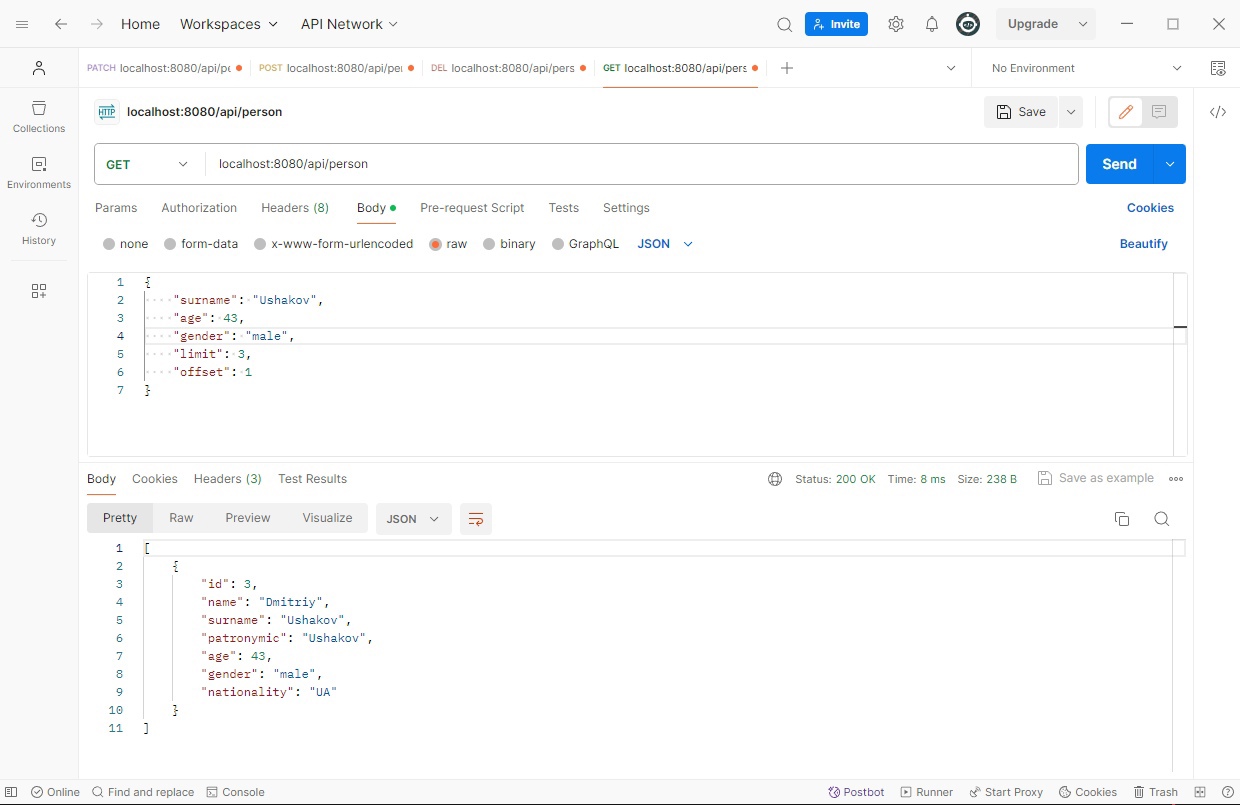 Home Workspaces API Network Invite Upgrade
PATCH localhost:8080/api/pe POST localhost:8080/api/per DEL localhost:8080/api/pers GET localhost:8080/api/pers No Environment
HTTP localhost:8080/api/person Save
Collections
Environments
History
GET localhost:8080/api/person Send
Params Authorization Headers (8) Body Pre-request Script Tests Settings Cookies
none form-data x-www-form-urlencoded raw binary GraphQL JSON Beautify
1 {
2 "surname": "Ushakov",
3 "age": 43,
4 "gender": "male",
5 "limit": 3,
6 "offset": 1
7 }
Body Cookies Headers (3) Test Results Status: 200 OK Time: 8 ms Size: 238 B Save as example
Pretty Raw Preview Visualize JSON
1 [
2 {
3 "id": 3,
4 "name": "Dmitriy",
5 "surname": "Ushakov",
6 "patronymic": "Ushakov",
7 "age": 43,
8 "gender": "male",
9 "nationality": "UA"
10 }
11 ]
Online Find and replace Console Postbot Runner Start Proxy Cookies Trash